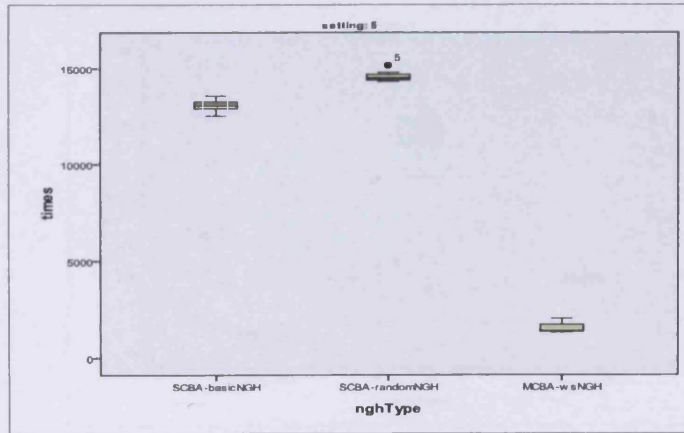 setting: 5
15000
10000
5000
0
times
5
SCBA-basicNGH
SCBA-randomNGH
MCBA-wsNGH
nghType